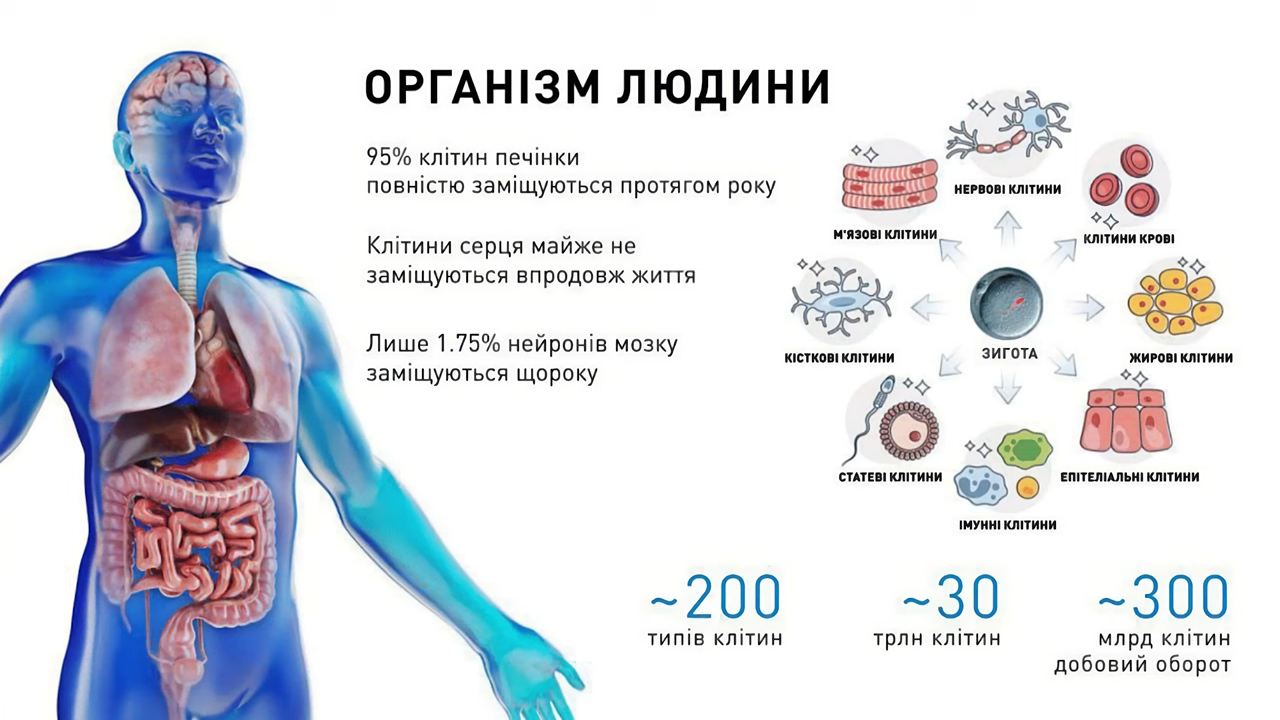 ОРГАНІЗМ ЛЮДИНИ
95% клітин печінки
повністю заміщуються протягом року
Клітини серця майже не
заміщуються впродовж життя
Лише 1.75% нейронів мозку
заміщуються щороку
НЕРВОВІ КЛІТИНИ
М'ЯЗОВІ КЛІТИНИ
КЛІТИНИ КРОВІ
КІСТКОВІ КЛІТИНИ
ЗИГОТА
ЖИРОВІ КЛІТИНИ
СТАТЕВІ КЛІТИНИ
ЕПІТЕЛІАЛЬНІ КЛІТИНИ
ІМУННІ КЛІТИНИ
~200
типів клітин
~30
трлн клітин
~300
млрд клітин
добовий оборот